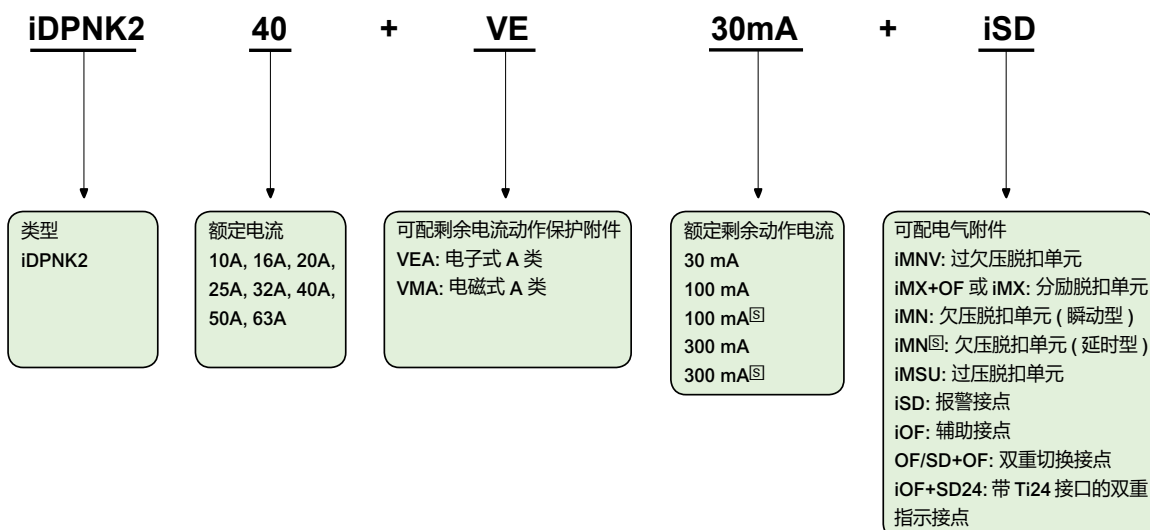 iDPNK2 40 + VE 30mA + iSD
类型
iDPNK2
额定电流
10A, 16A, 20A,
25A, 32A, 40A,
50A, 63A
可配剩余电流动作保护附件
VEA: 电子式 A 类
VMA: 电磁式 A 类
额定剩余动作电流
30 mA
100 mA
100 mA🅂
300 mA
300 mA🅂
可配电气附件
iMNV: 过欠压脱扣单元
iMX+OF 或 iMX: 分励脱扣单元
iMN: 欠压脱扣单元 ( 瞬动型 )
iMN🅂: 欠压脱扣单元 ( 延时型 )
iMSU: 过压脱扣单元
iSD: 报警接点
iOF: 辅助接点
OF/SD+OF: 双重切换接点
iOF+SD24: 带 Ti24 接口的双重
指示接点